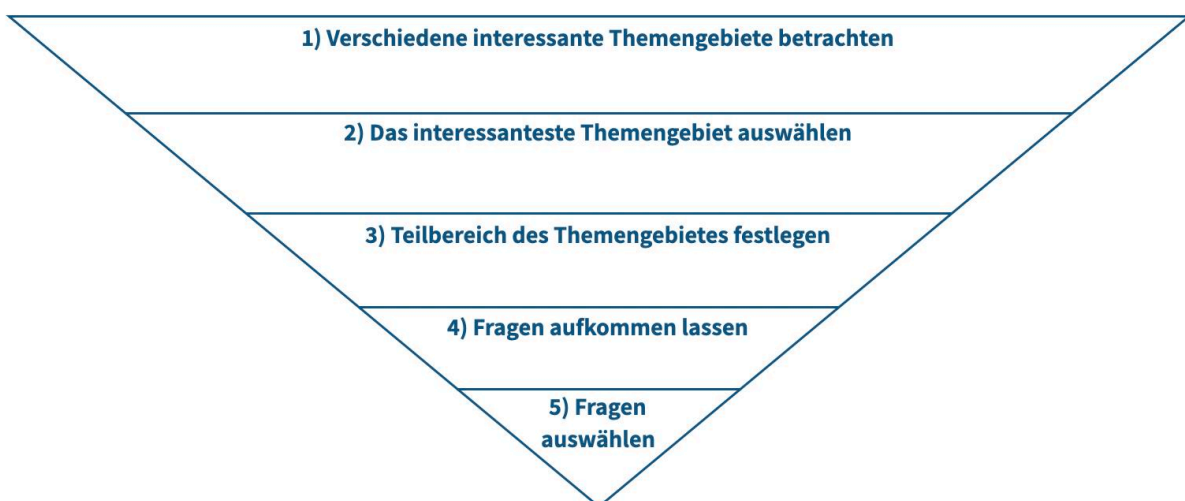 1) Verschiedene interessante Themengebiete betrachten
2) Das interessanteste Themengebiet auswählen
3) Teilbereich des Themengebietes festlegen
4) Fragen aufkommen lassen
5) Fragen
auswählen